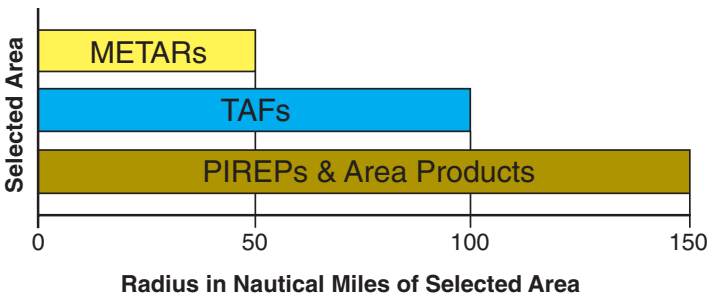 Selected Area
METARs
TAFs
PIREPs & Area Products
0 50 100 150
Radius in Nautical Miles of Selected Area